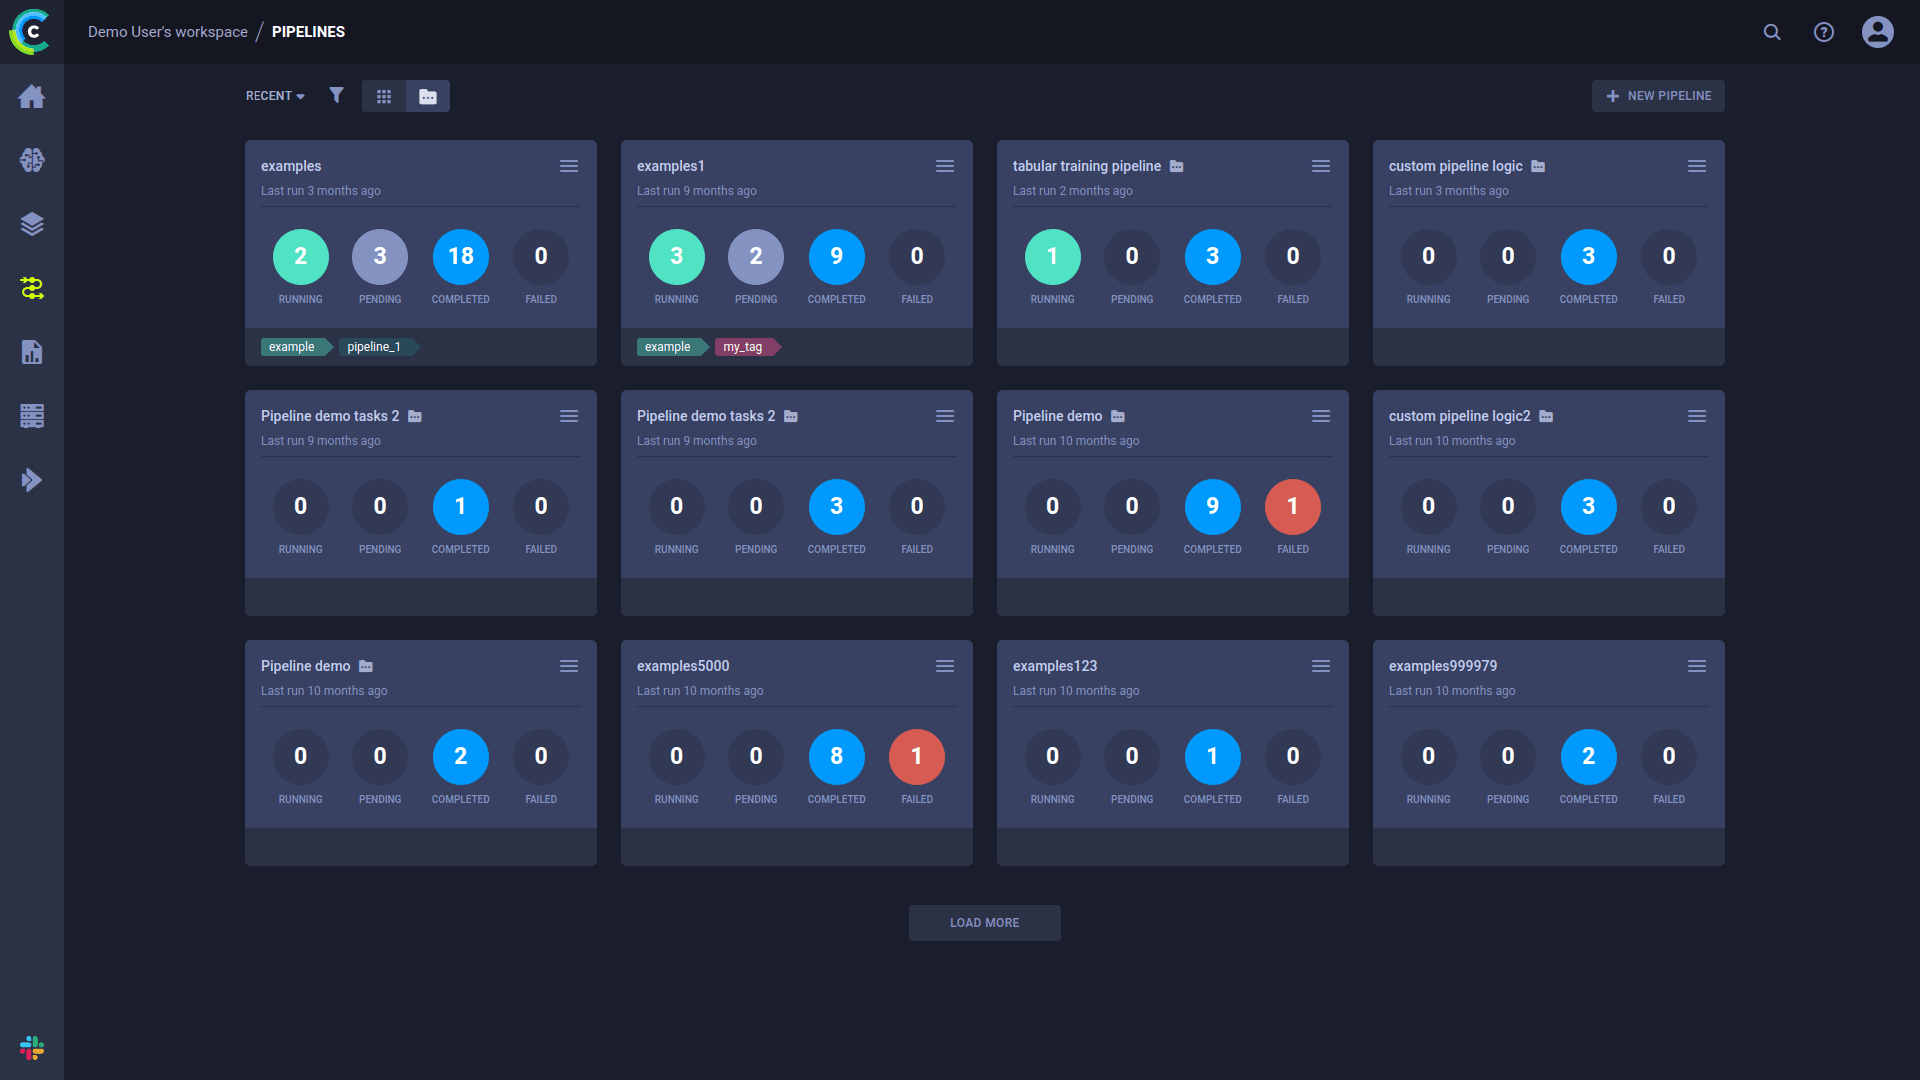 Demo User's workspace / PIPELINES
RECENT
NEW PIPELINE
examples
Last run 3 months ago
2 3 18 0
RUNNING PENDING COMPLETED FAILED
example pipeline_1
examples1
Last run 9 months ago
3 2 9 0
RUNNING PENDING COMPLETED FAILED
example my_tag
tabular training pipeline
Last run 2 months ago
1 0 3 0
RUNNING PENDING COMPLETED FAILED
custom pipeline logic
Last run 3 months ago
0 0 3 0
RUNNING PENDING COMPLETED FAILED
Pipeline demo tasks 2
Last run 9 months ago
0 0 1 0
RUNNING PENDING COMPLETED FAILED
Pipeline demo tasks 2
Last run 9 months ago
0 0 3 0
RUNNING PENDING COMPLETED FAILED
Pipeline demo
Last run 10 months ago
0 0 9 1
RUNNING PENDING COMPLETED FAILED
custom pipeline logic2
Last run 10 months ago
0 0 3 0
RUNNING PENDING COMPLETED FAILED
Pipeline demo
Last run 10 months ago
0 0 2 0
RUNNING PENDING COMPLETED FAILED
examples5000
Last run 10 months ago
0 0 8 1
RUNNING PENDING COMPLETED FAILED
examples123
Last run 10 months ago
0 0 1 0
RUNNING PENDING COMPLETED FAILED
examples999979
Last run 10 months ago
0 0 2 0
RUNNING PENDING COMPLETED FAILED
LOAD MORE